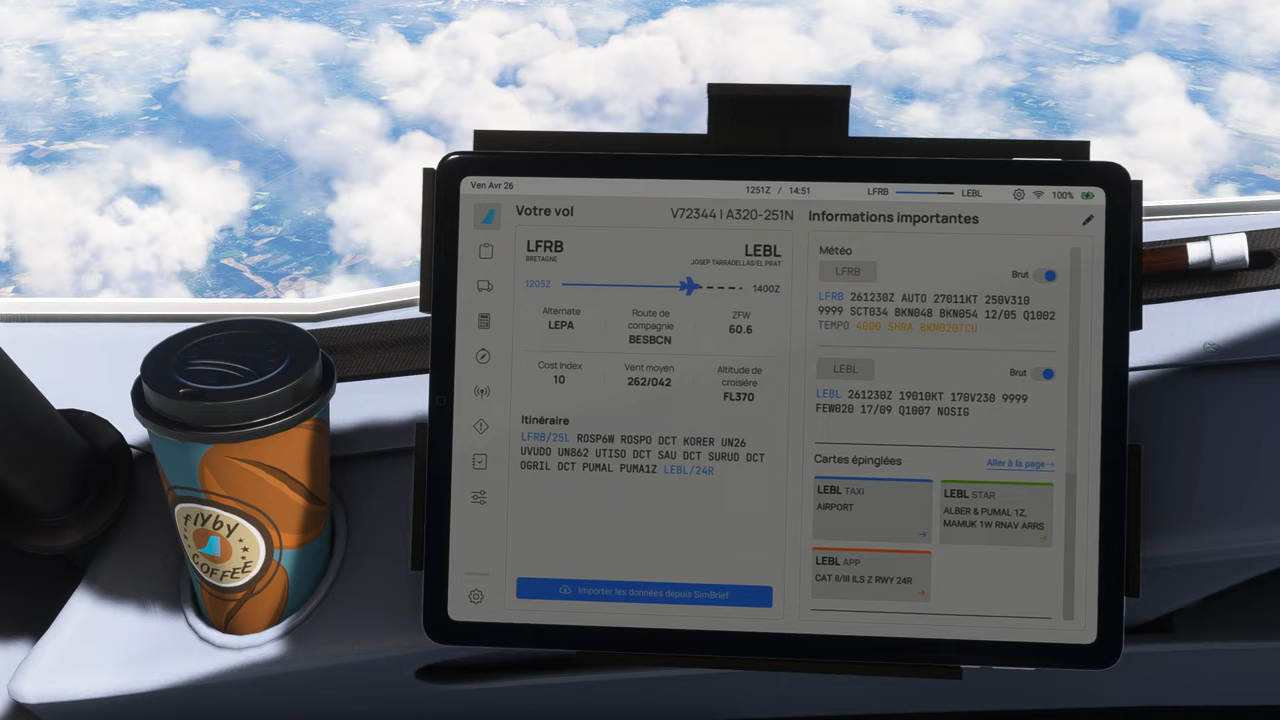 Ven Avr 26
1251Z / 14:51
LFRB LEBL
100%
Votre vol
V72344 | A320-251N
LFRB LEBL
BRETAGNE JOSEP TARRADELLAS/EL PRAT
1205Z 1400Z
Alternate
LEPA
Route de
compagnie
BESBCN
ZFW
60.6
Cost index
10
Vent moyen
262/042
Altitude de
croisière
FL370
Itinéraire
LFRB/25L ROSP6W ROSPO DCT KORER UN26
UVUDO UN862 UTISO DCT SAU DCT SURUD DCT
OGRIL DCT PUMAL PUMA1Z LEBL/24R
Importer les données depuis SimBrief
Informations importantes
Météo
LFRB
Brut
LFRB 261230Z AUTO 27011KT 250V310
9999 SCT034 BKN048 BKN054 12/05 Q1002
TEMPO 4000 SHRA BKN020TCU
LEBL
Brut
LEBL 261230Z 19010KT 170V230 9999
FEW020 17/09 Q1007 NOSIG
Cartes épinglées
Aller à la page→
LEBL TAXI
AIRPORT
LEBL STAR
ALBER & PUMAL 1Z,
MAMUK 1W RNAV ARRS
LEBL APP
CAT II/III ILS Z RWY 24R
flyby
COFFEE